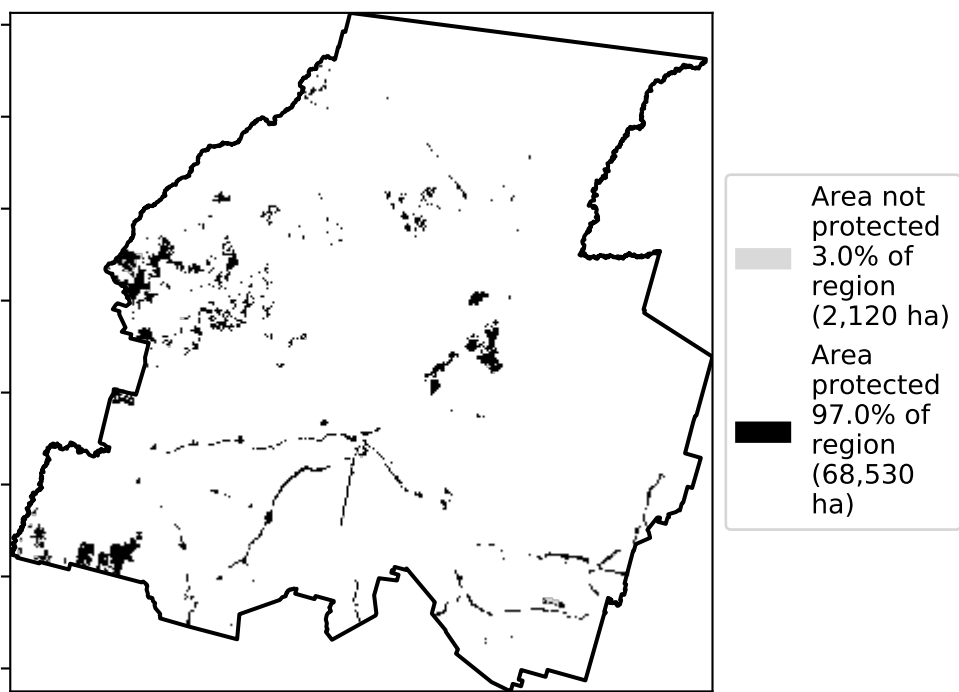 Area not
protected
3.0% of
region
(2,120 ha)
Area
protected
97.0% of
region
(68,530
ha)